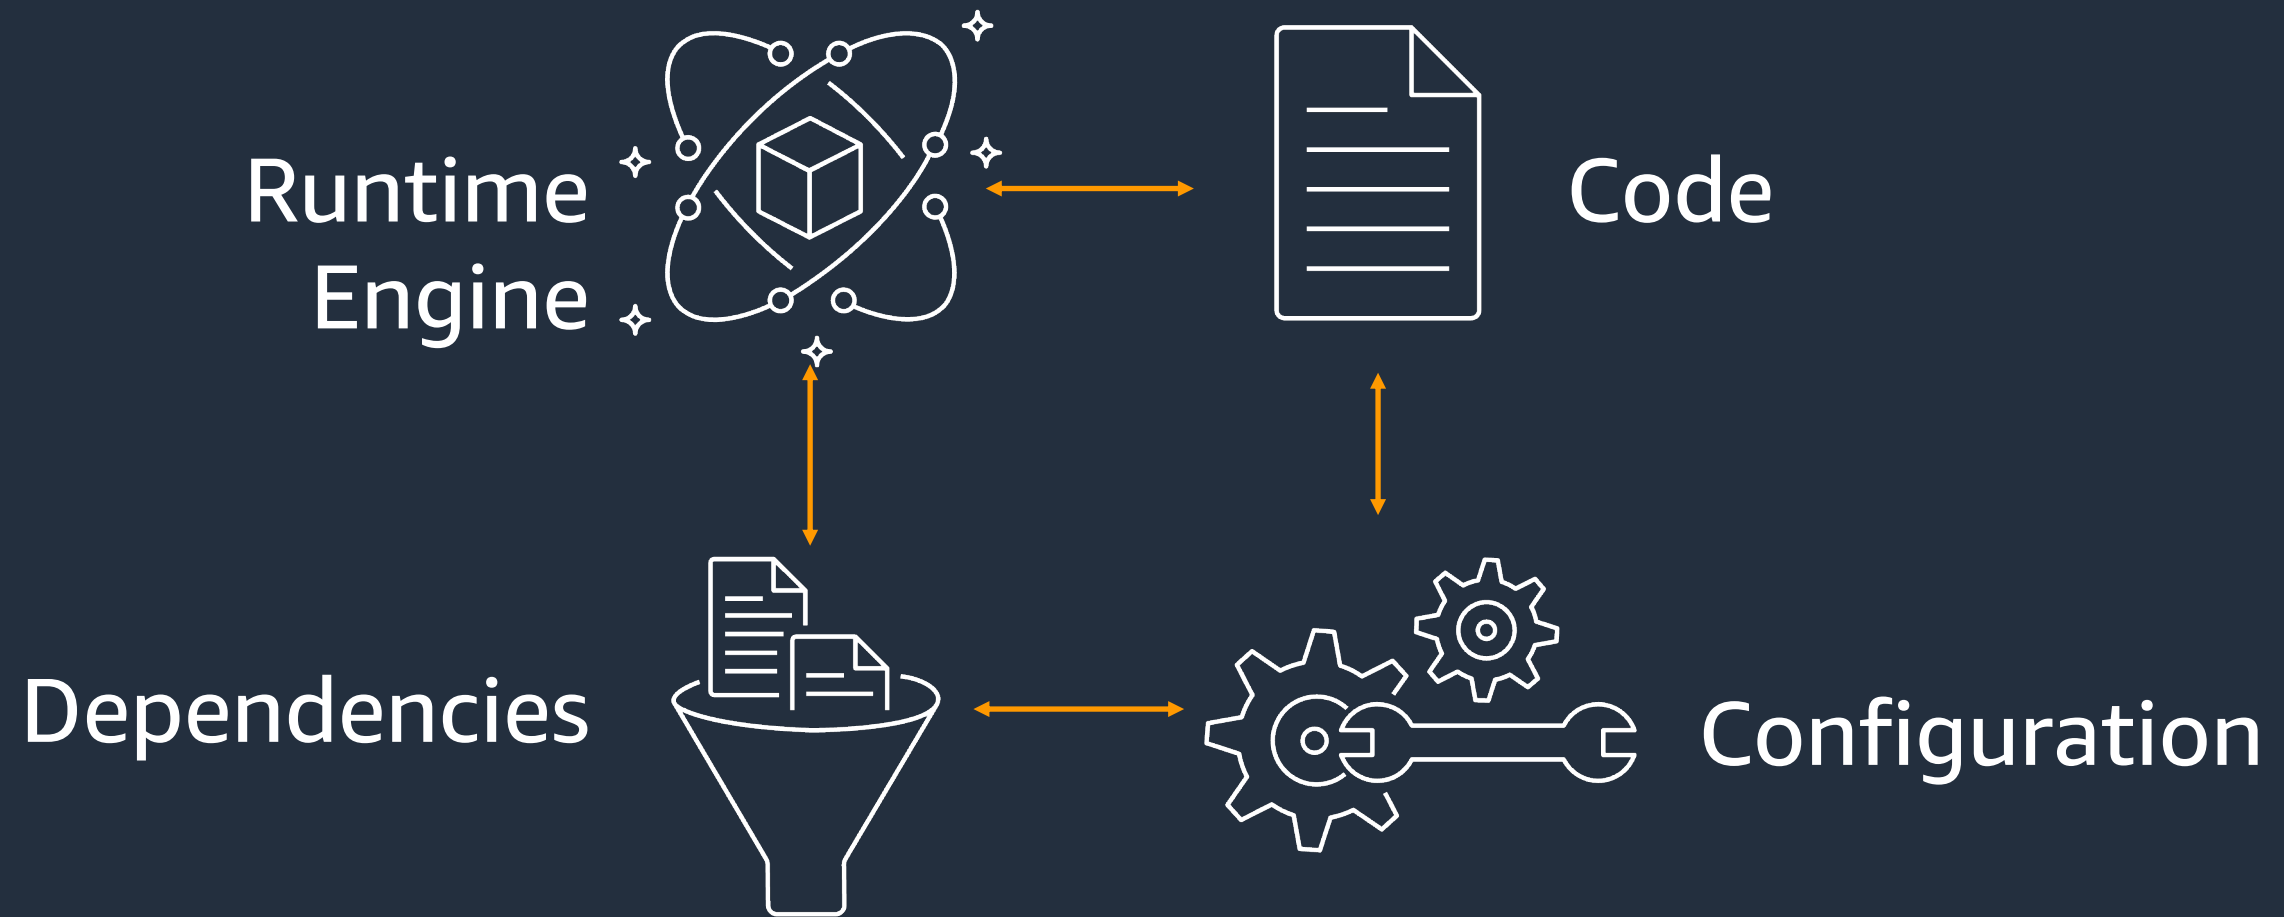 Runtime
Engine
Code
Dependencies
Configuration